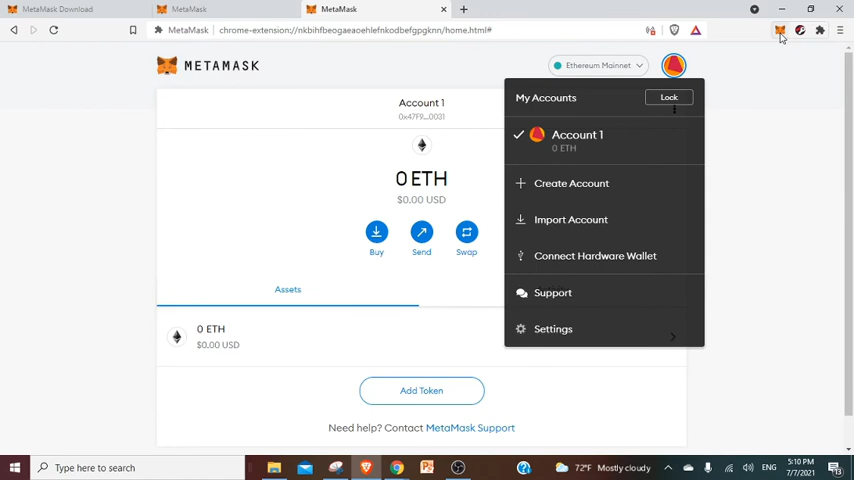 MetaMask Download
MetaMask
MetaMask
MetaMask
chrome-extension://nkbihfbeogaeaoehlefnkodbefgpgknn/home.html#
METAMASK
Ethereum Mainnet
Account 1
0x47F9...0031
0 ETH
$0.00 USD
Buy
Send
Swap
Assets
0 ETH
$0.00 USD
Add Token
Need help? Contact MetaMask Support
My Accounts
Lock
Account 1
0 ETH
Create Account
Import Account
Connect Hardware Wallet
Support
Settings
Type here to search
72°F Mostly cloudy
ENG
5:10 PM
7/7/2021
13